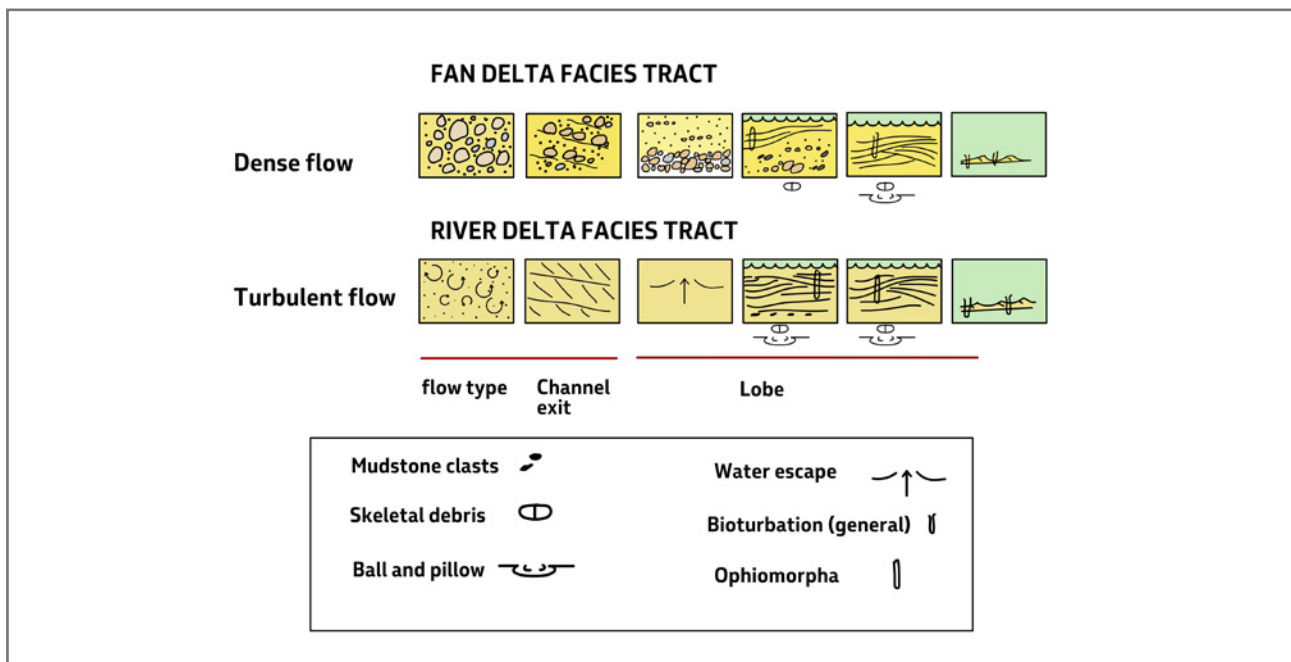 FAN DELTA FACIES TRACT
Dense flow
RIVER DELTA FACIES TRACT
Turbulent flow
flow type
Channel
exit
Lobe
Mudstone clasts
Skeletal debris
Ball and pillow
Water escape
Bioturbation (general)
Ophiomorpha